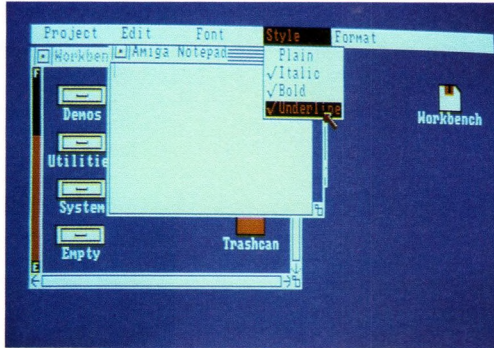 Project Edit Font Style Format
Workben
Amiga Notepad
Plain
✓Italic
✓Bold
✓Underline
F
Demos
Utilitie
System
Empty
E
Trashcan
Workbench